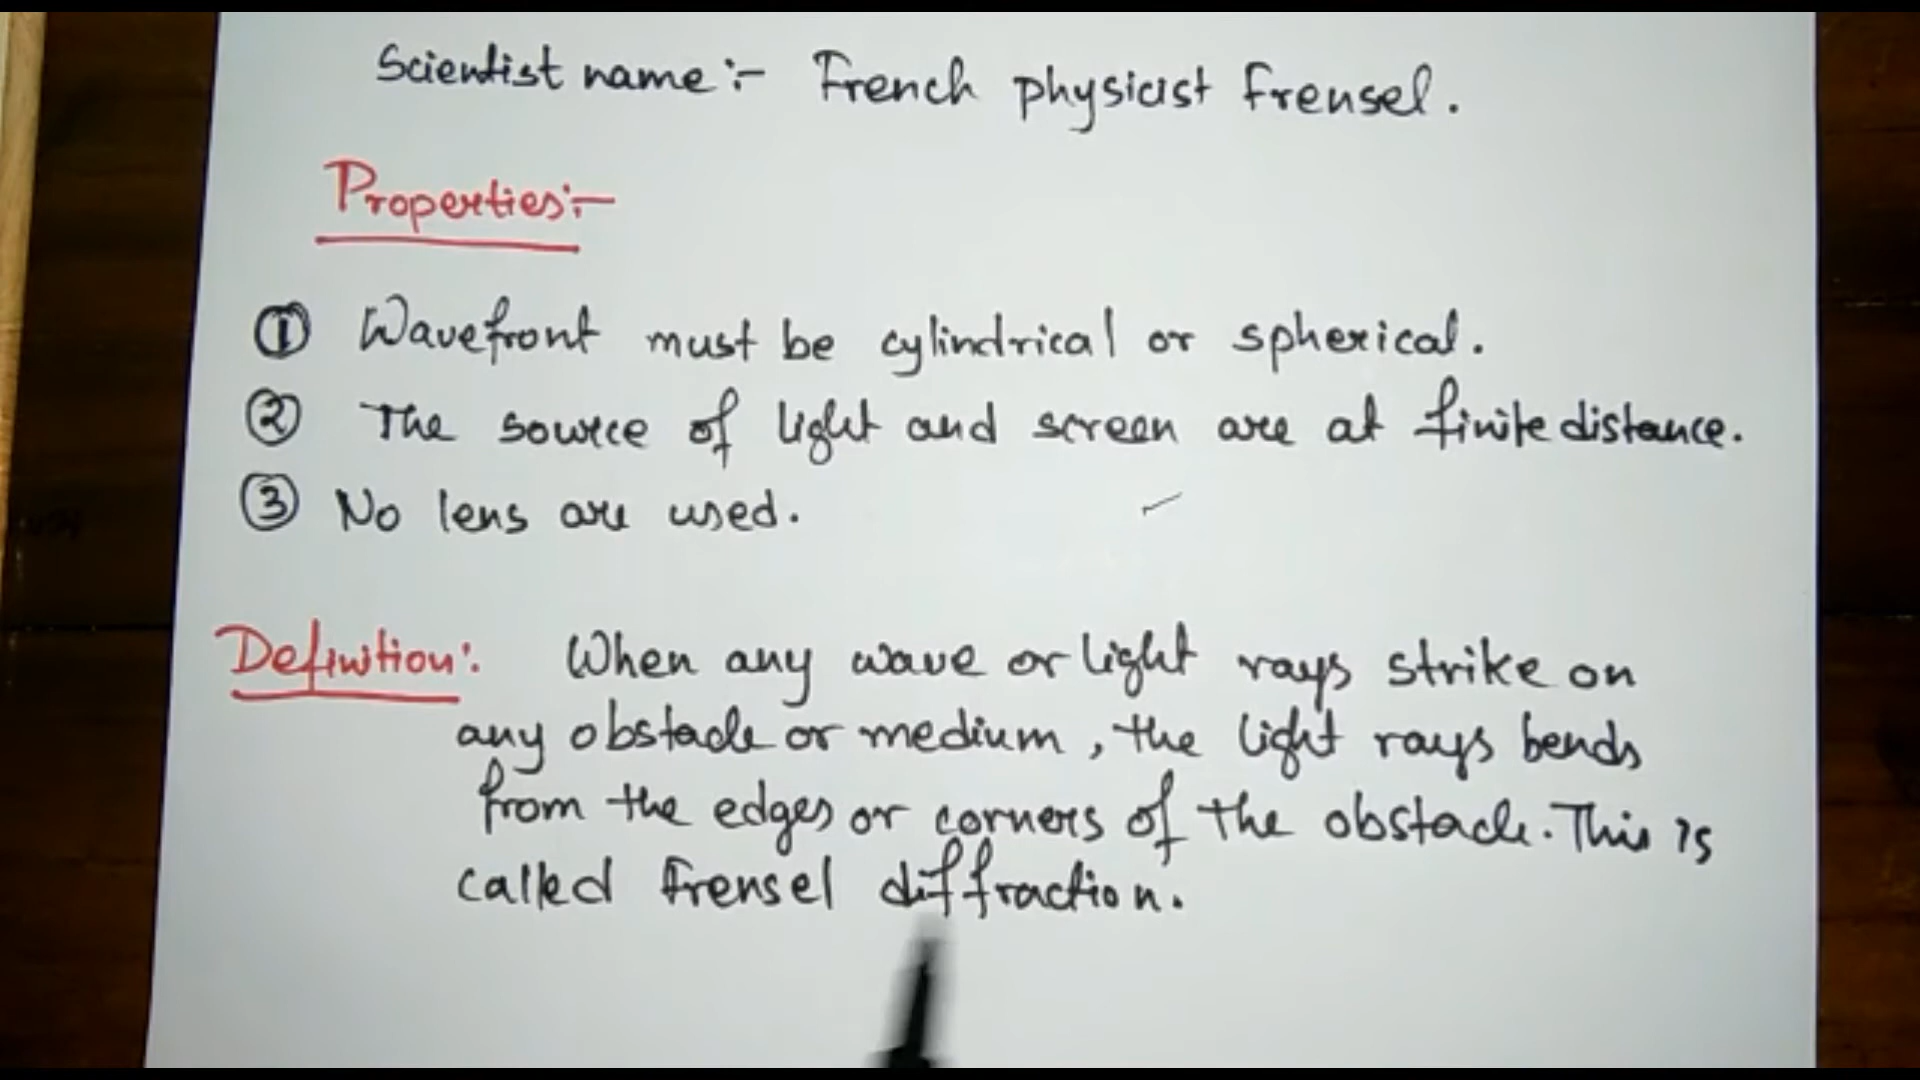 Scientist name :- French physicist Frensel.
Properties :-
① Wavefront must be cylindrical or spherical.
② The source of light and screen are at finite distance.
③ No lens are used.
Definition: When any wave or light rays strike on
any obstacle or medium, the light rays bends
from the edges or corners of the obstacle. This is
called Frensel diffraction.